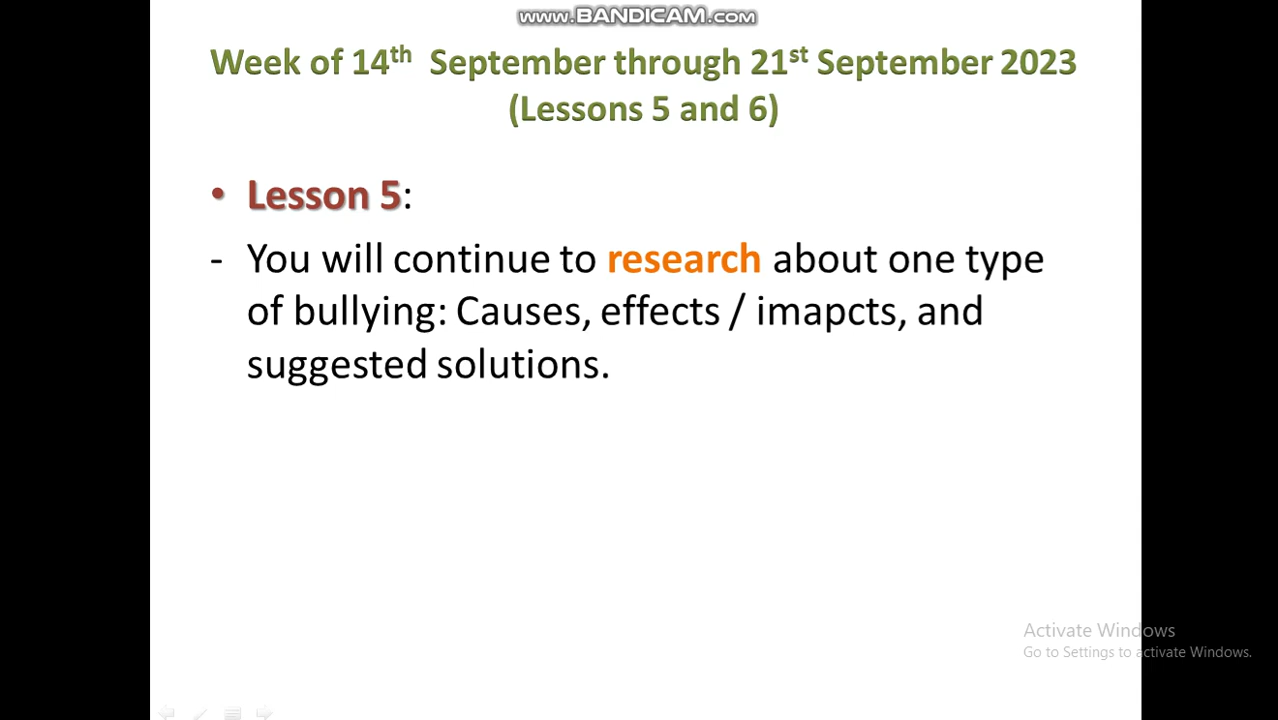 www.BANDICAM.com
Week of 14th September through 21st September 2023
(Lessons 5 and 6)
• Lesson 5:
- You will continue to research about one type
of bullying: Causes, effects / imapcts, and
suggested solutions.
Activate Windows
Go to Settings to activate Windows.